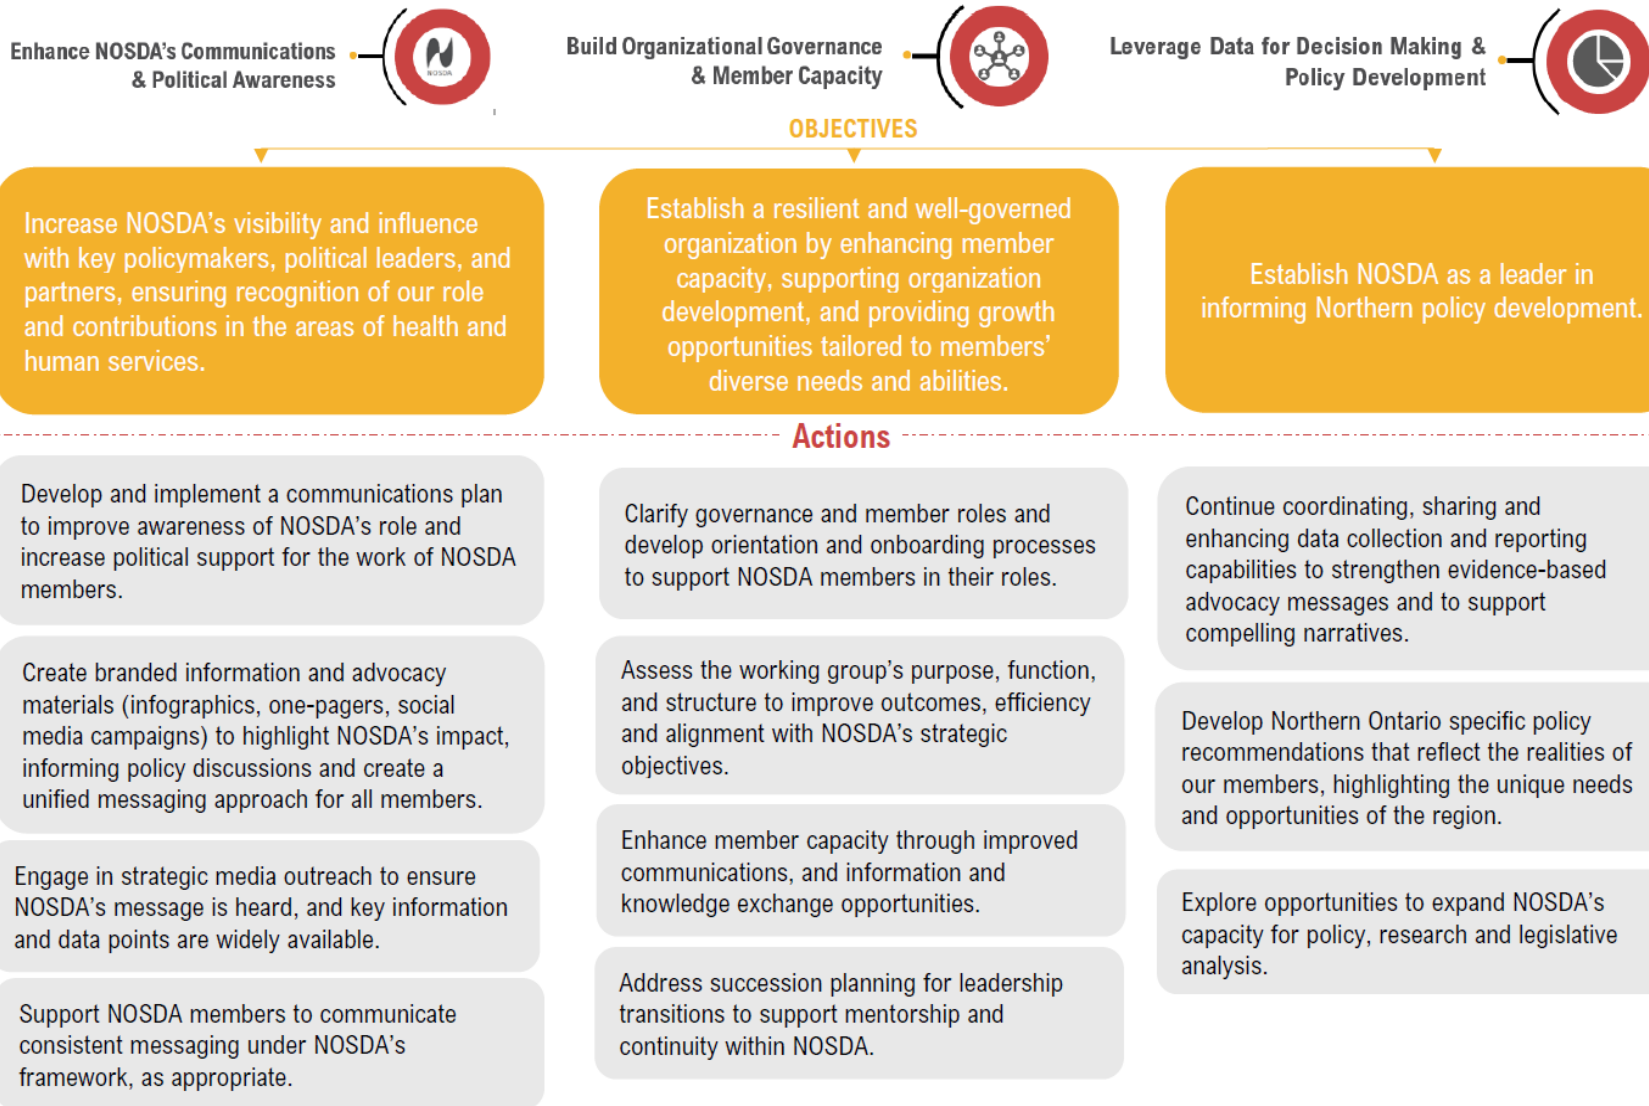 Enhance NOSDA's Communications
& Political Awareness
NOSDA
Build Organizational Governance
& Member Capacity
Leverage Data for Decision Making &
Policy Development
OBJECTIVES
Increase NOSDA's visibility and influence
with key policymakers, political leaders, and
partners, ensuring recognition of our role
and contributions in the areas of health and
human services.
Establish a resilient and well-governed
organization by enhancing member
capacity, supporting organization
development, and providing growth
opportunities tailored to members'
diverse needs and abilities.
Establish NOSDA as a leader in
informing Northern policy development.
Actions
Develop and implement a communications plan
to improve awareness of NOSDA's role and
increase political support for the work of NOSDA
members.
Create branded information and advocacy
materials (infographics, one-pagers, social
media campaigns) to highlight NOSDA's impact,
informing policy discussions and create a
unified messaging approach for all members.
Engage in strategic media outreach to ensure
NOSDA's message is heard, and key information
and data points are widely available.
Support NOSDA members to communicate
consistent messaging under NOSDA's
framework, as appropriate.
Clarify governance and member roles and
develop orientation and onboarding processes
to support NOSDA members in their roles.
Assess the working group's purpose, function,
and structure to improve outcomes, efficiency
and alignment with NOSDA's strategic
objectives.
Enhance member capacity through improved
communications, and information and
knowledge exchange opportunities.
Address succession planning for leadership
transitions to support mentorship and
continuity within NOSDA.
Continue coordinating, sharing and
enhancing data collection and reporting
capabilities to strengthen evidence-based
advocacy messages and to support
compelling narratives.
Develop Northern Ontario specific policy
recommendations that reflect the realities of
our members, highlighting the unique needs
and opportunities of the region.
Explore opportunities to expand NOSDA's
capacity for policy, research and legislative
analysis.